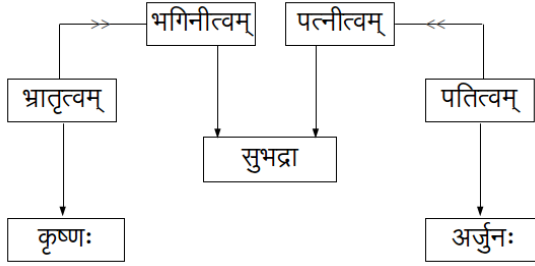 भगिनीत्वम् पत्नीत्वम्
भ्रातृत्वम् पतित्वम्
सुभद्रा
कृष्णः अर्जुनः